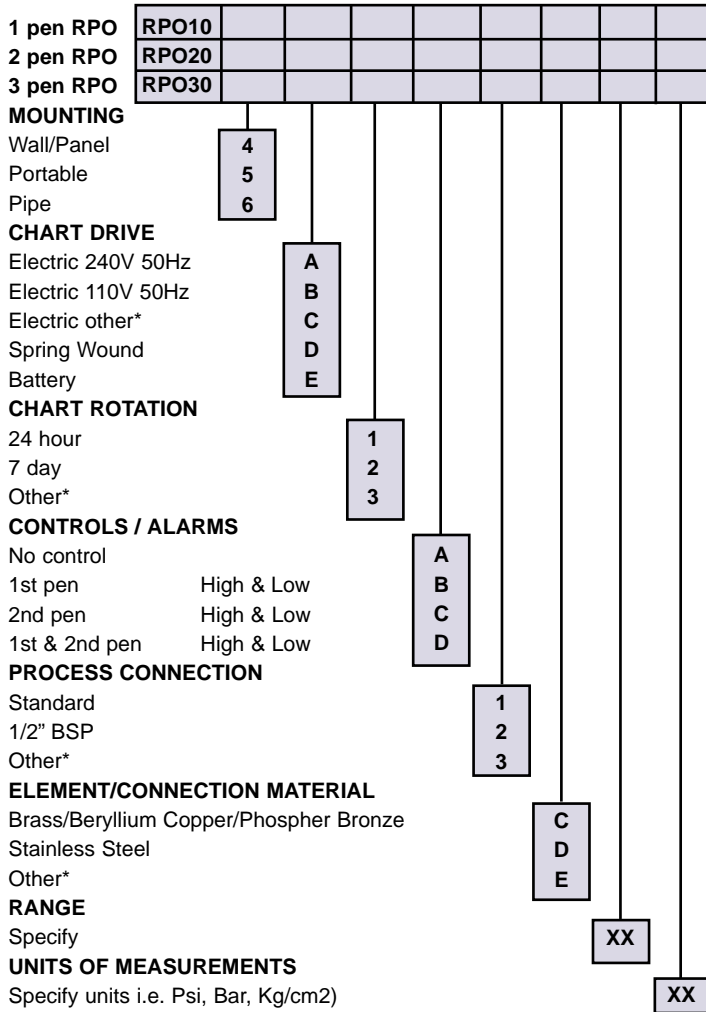 1 pen RPO RPO10
2 pen RPO RPO20
3 pen RPO RPO30
MOUNTING
Wall/Panel 4
Portable 5
Pipe 6
CHART DRIVE
Electric 240V 50Hz A
Electric 110V 50Hz B
Electric other* C
Spring Wound D
Battery E
CHART ROTATION
24 hour 1
7 day 2
Other* 3
CONTROLS / ALARMS
No control A
1st pen High & Low B
2nd pen High & Low C
1st & 2nd pen High & Low D
PROCESS CONNECTION
Standard 1
1/2” BSP 2
Other* 3
ELEMENT/CONNECTION MATERIAL
Brass/Beryllium Copper/Phospher Bronze C
Stainless Steel D
Other* E
RANGE
Specify XX
UNITS OF MEASUREMENTS
Specify units i.e. Psi, Bar, Kg/cm2) XX